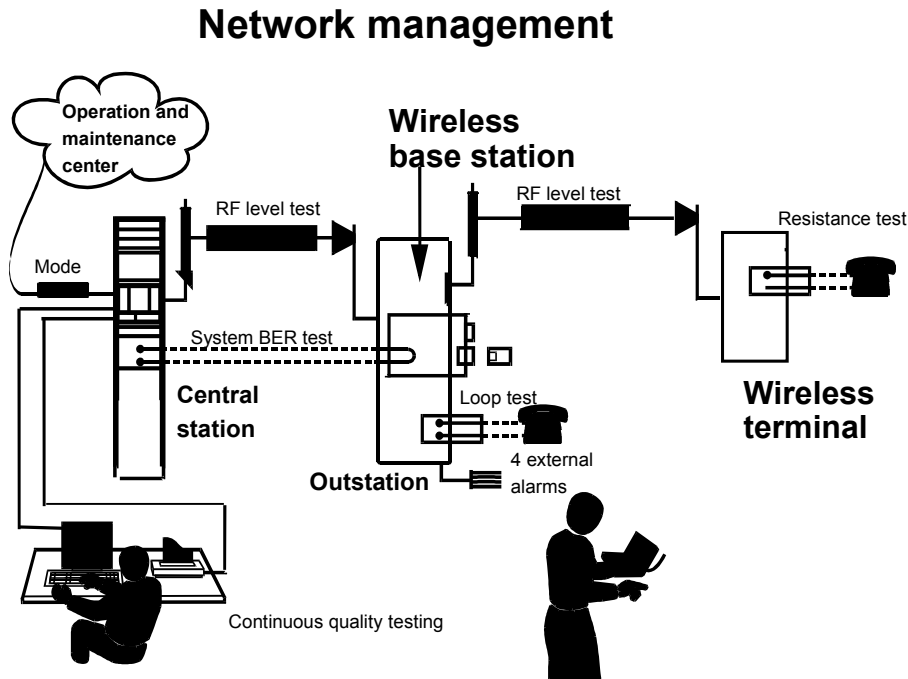 Network management
Operation and
maintenance
center
Wireless
base station
RF level test
RF level test
Resistance test
Mode
System BER test
Central
station
Loop test
Wireless
terminal
Outstation
4 external
alarms
Continuous quality testing